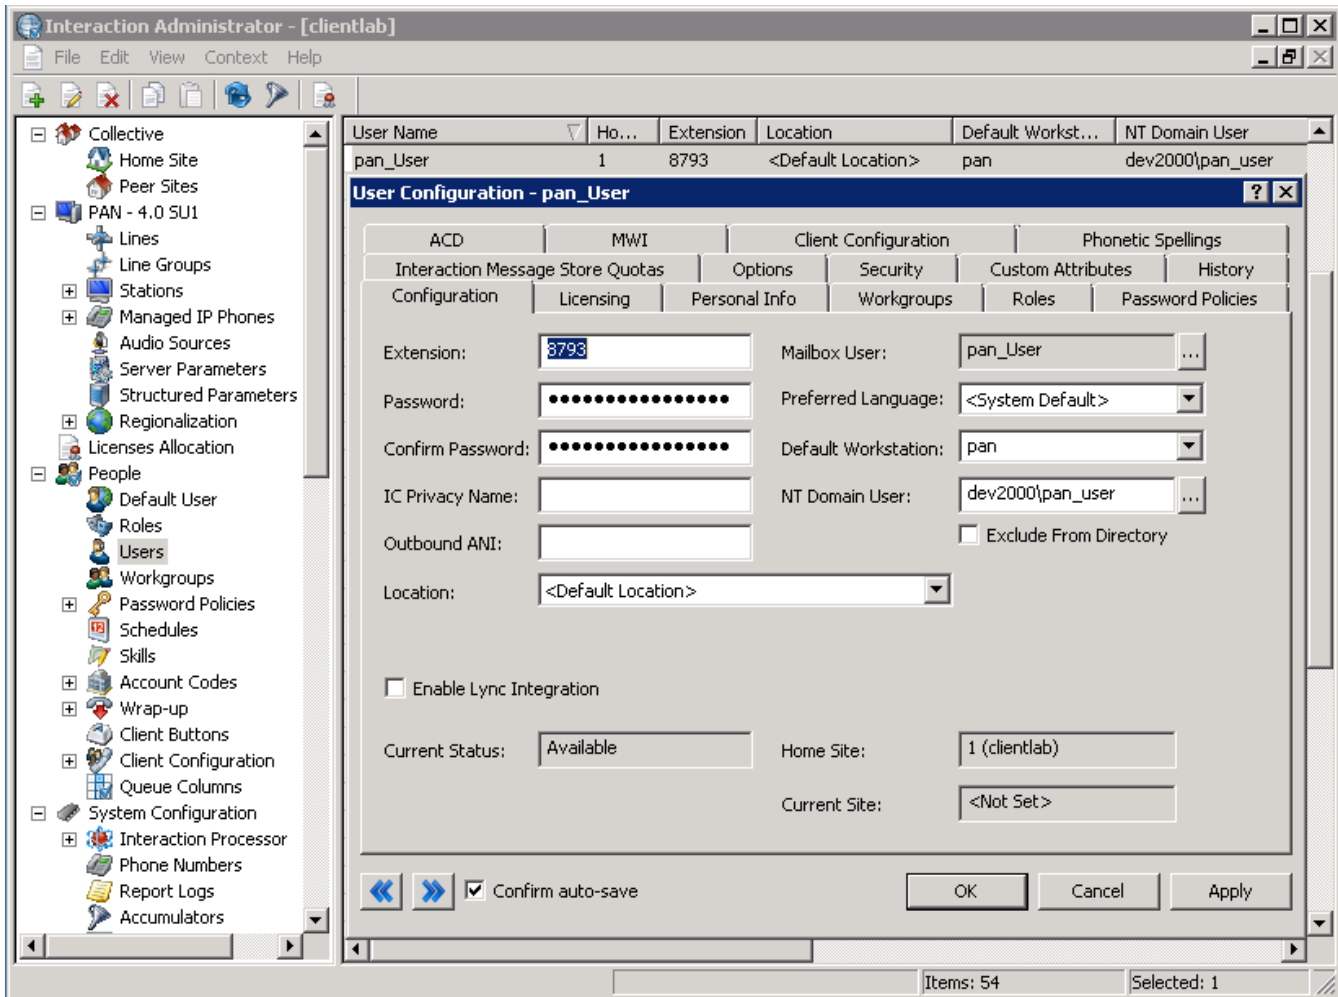 Interaction Administrator - [clientlab]
File Edit View Context Help
Collective
Home Site
Peer Sites
PAN - 4.0 SU1
Lines
Line Groups
Stations
Managed IP Phones
Audio Sources
Server Parameters
Structured Parameters
Regionalization
Licenses Allocation
People
Default User
Roles
Users
Workgroups
Password Policies
Schedules
Skills
Account Codes
Wrap-up
Client Buttons
Client Configuration
Queue Columns
System Configuration
Interaction Processor
Phone Numbers
Report Logs
Accumulators
User Name Ho... Extension Location Default Workst... NT Domain User
pan_User 1 8793 <Default Location> pan dev2000\pan_user
User Configuration - pan_User
ACD MWI Client Configuration Phonetic Spellings
Interaction Message Store Quotas Options Security Custom Attributes History
Configuration Licensing Personal Info Workgroups Roles Password Policies
Extension: 8793 Mailbox User: pan_User ...
Password: •••••••••••••••• Preferred Language: <System Default>
Confirm Password: •••••••••••••••• Default Workstation: pan
IC Privacy Name: NT Domain User: dev2000\pan_user ...
Outbound ANI: Exclude From Directory
Location: <Default Location>
Enable Lync Integration
Current Status: Available Home Site: 1 (clientlab)
Current Site: <Not Set>
Confirm auto-save OK Cancel Apply
Items: 54 Selected: 1